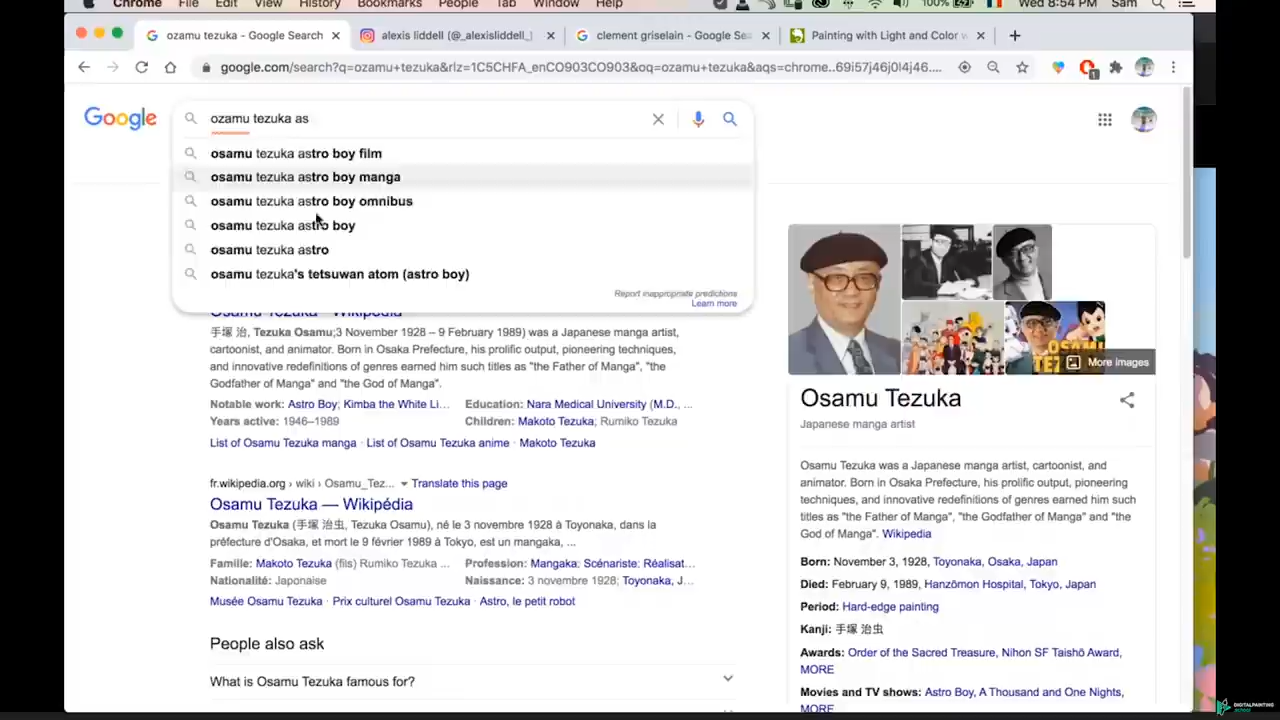 Chrome File Edit View History Bookmarks People Tab Window Help 100% Wed 8:54 PM Sam
ozamu tezuka - Google Search
alexis liddell (@_alexisliddell_)
clement griselain - Google Sea
Painting with Light and Color w
google.com/search?q=ozamu+tezuka&rlz=1C5CHFA_enCO903CO903&oq=ozamu+tezuka&aqs=chrome..69i57j46j0l4j46....
1
Google
ozamu tezuka as
osamu tezuka astro boy film
osamu tezuka astro boy manga
osamu tezuka astro boy omnibus
osamu tezuka astro boy
osamu tezuka astro
osamu tezuka's tetsuwan atom (astro boy)
Report inappropriate predictions
Learn more
Osamu Tezuka - Wikipedia
手塚 治, Tezuka Osamu;3 November 1928 – 9 February 1989) was a Japanese manga artist,
cartoonist, and animator. Born in Osaka Prefecture, his prolific output, pioneering techniques,
and innovative redefinitions of genres earned him such titles as "the Father of Manga", "the
Godfather of Manga" and "the God of Manga".
Notable work: Astro Boy; Kimba the White Li...
Education: Nara Medical University (M.D., ...
Years active: 1946–1989
Children: Makoto Tezuka; Rumiko Tezuka
List of Osamu Tezuka manga · List of Osamu Tezuka anime · Makoto Tezuka
fr.wikipedia.org › wiki › Osamu_Tez... Translate this page
Osamu Tezuka — Wikipédia
Osamu Tezuka (手塚 治虫, Tezuka Osamu), né le 3 novembre 1928 à Toyonaka, dans la
préfecture d'Osaka, et mort le 9 février 1989 à Tokyo, est un mangaka, ...
Famille: Makoto Tezuka (fils) Rumiko Tezuka ...
Profession: Mangaka; Scénariste; Réalisat...
Nationalité: Japonaise
Naissance: 3 novembre 1928; Toyonaka, J...
Musée Osamu Tezuka · Prix culturel Osamu Tezuka · Astro, le petit robot
People also ask
What is Osamu Tezuka famous for?
OSAMU
TEZ
More images
Osamu Tezuka
Japanese manga artist
Osamu Tezuka was a Japanese manga artist, cartoonist, and
animator. Born in Osaka Prefecture, his prolific output, pioneering
techniques, and innovative redefinitions of genres earned him such
titles as "the Father of Manga", "the Godfather of Manga" and "the
God of Manga". Wikipedia
Born: November 3, 1928, Toyonaka, Osaka, Japan
Died: February 9, 1989, Hanzōmon Hospital, Tokyo, Japan
Period: Hard-edge painting
Kanji: 手塚 治虫
Awards: Order of the Sacred Treasure, Nihon SF Taishō Award,
MORE
Movies and TV shows: Astro Boy, A Thousand and One Nights,
MORE
DIGITALPAINTING
.SCHOOL